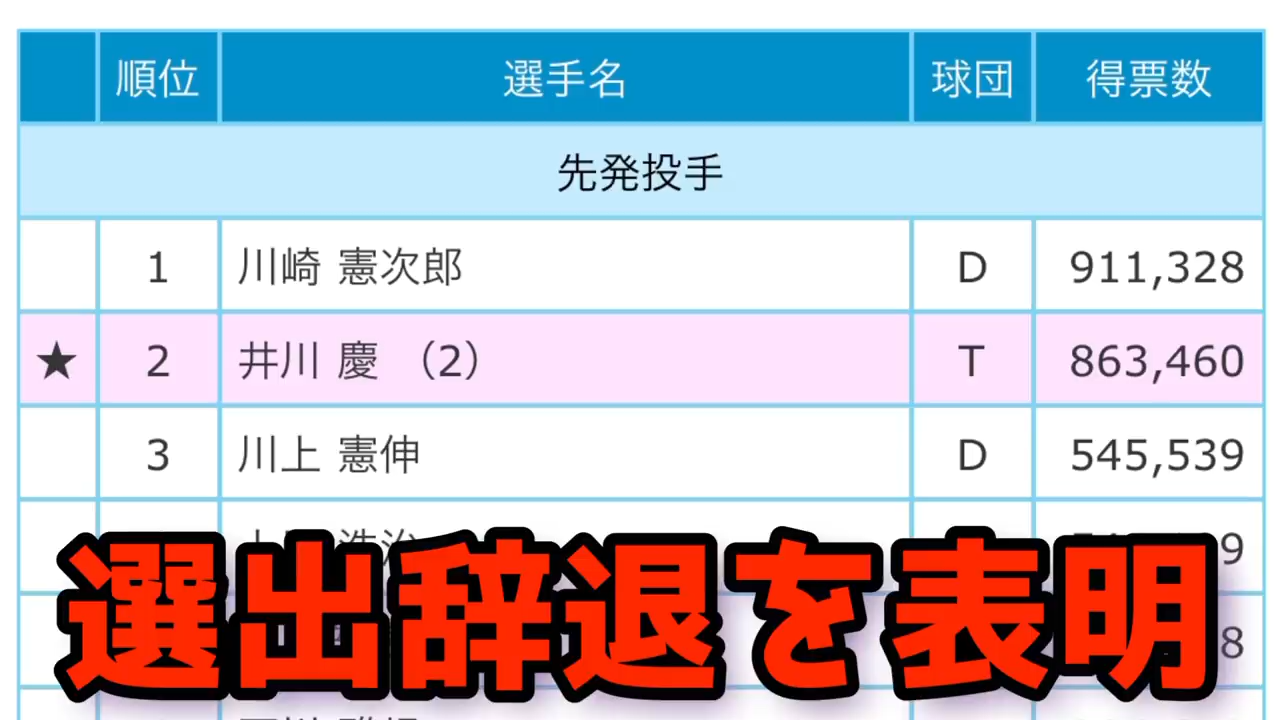 順位 選手名 球団 得票数
先発投手
1 川崎 憲次郎 D 911,328
★ 2 井川 慶 （2） T 863,460
3 川上 憲伸 D 545,539
選出辞退を表明